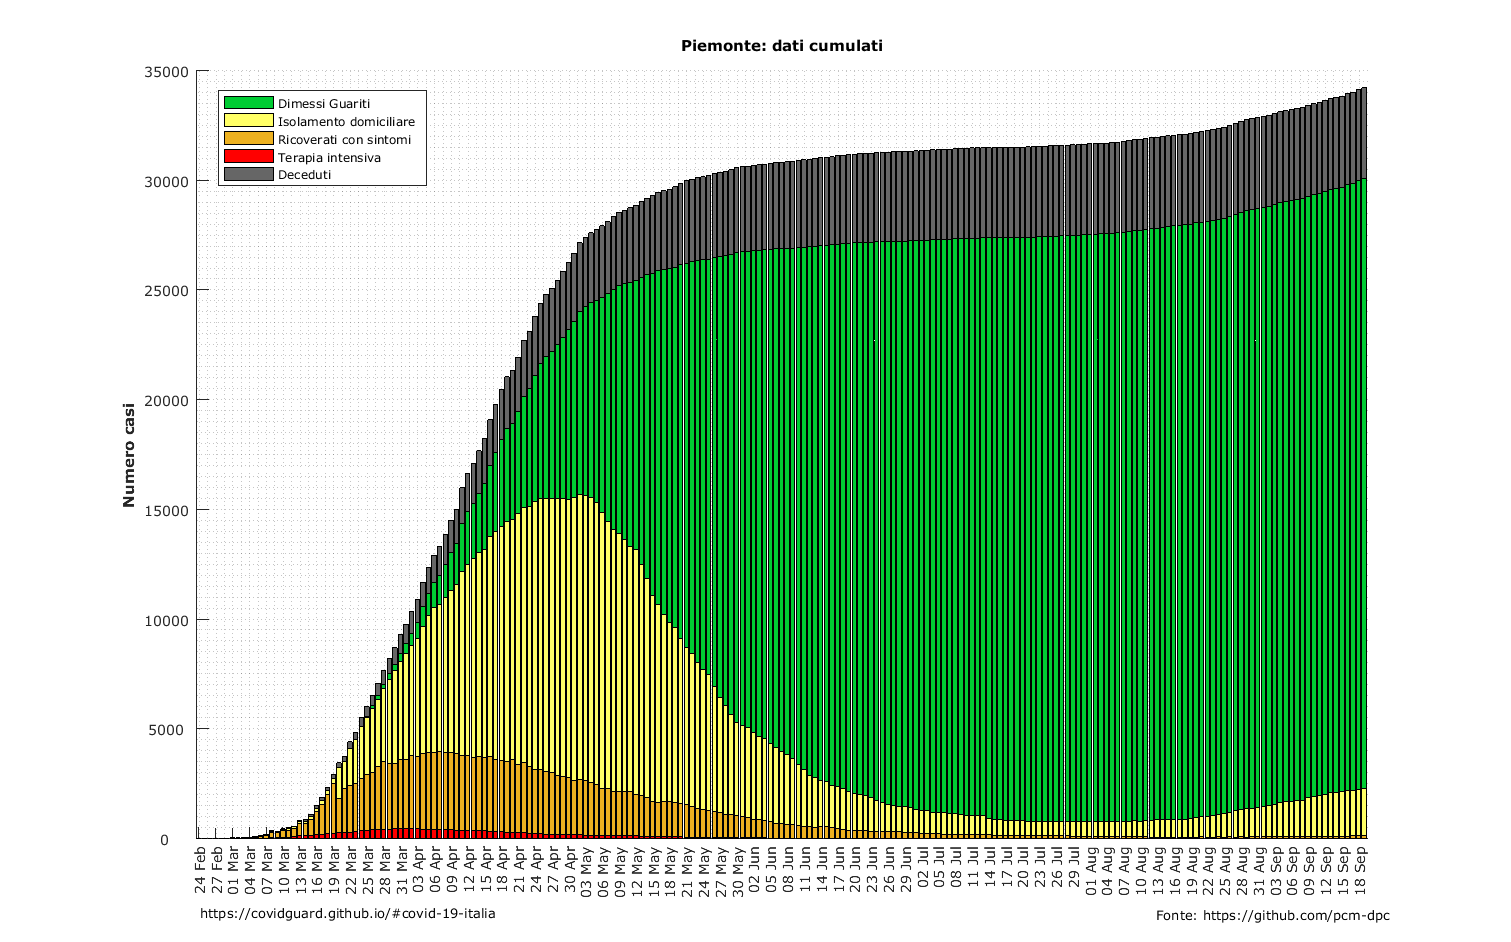 Piemonte: dati cumulati
35000
30000
25000
20000
15000
10000
5000
0
Numero casi
Dimessi Guariti
Isolamento domiciliare
Ricoverati con sintomi
Terapia intensiva
Deceduti
24 Feb
27 Feb
01 Mar
04 Mar
07 Mar
10 Mar
13 Mar
16 Mar
19 Mar
22 Mar
25 Mar
28 Mar
31 Mar
03 Apr
06 Apr
09 Apr
12 Apr
15 Apr
18 Apr
21 Apr
24 Apr
27 Apr
30 Apr
03 May
06 May
09 May
12 May
15 May
18 May
21 May
24 May
27 May
30 May
02 Jun
05 Jun
08 Jun
11 Jun
14 Jun
17 Jun
20 Jun
23 Jun
26 Jun
29 Jun
02 Jul
05 Jul
08 Jul
11 Jul
14 Jul
17 Jul
20 Jul
23 Jul
26 Jul
29 Jul
01 Aug
04 Aug
07 Aug
10 Aug
13 Aug
16 Aug
19 Aug
22 Aug
25 Aug
28 Aug
31 Aug
03 Sep
06 Sep
09 Sep
12 Sep
15 Sep
18 Sep
https://covidguard.github.io/#covid-19-italia
Fonte: https://github.com/pcm-dpc